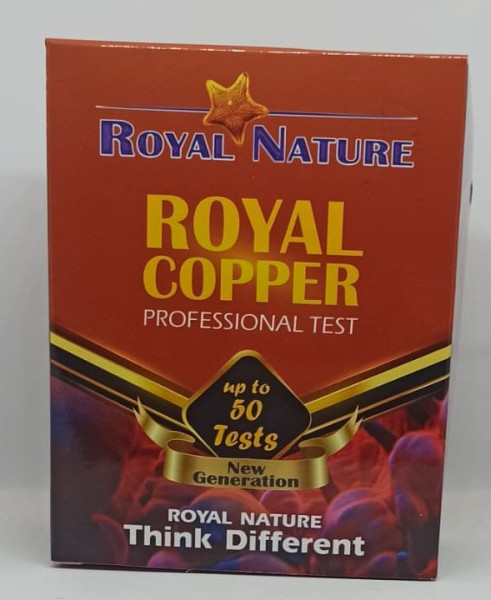 ROYAL NATURE
ROYAL
COPPER
PROFESSIONAL TEST
up to
50
Tests
New
Generation
ROYAL NATURE
Think Different